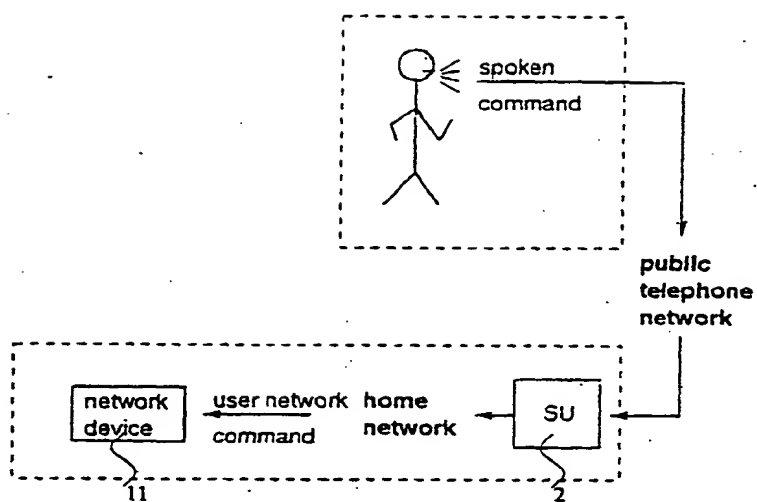 spoken
command
public
telephone
network
network
device
user network
command
home
network
SU
11
2